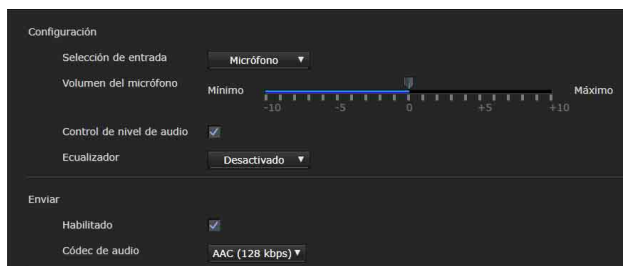 Configuración
Selección de entrada Micrófono
Volumen del micrófono Mínimo Máximo
-10 -5 0 +5 +10
Control de nivel de audio
Ecualizador Desactivado
Enviar
Habilitado
Códec de audio AAC (128 kbps)